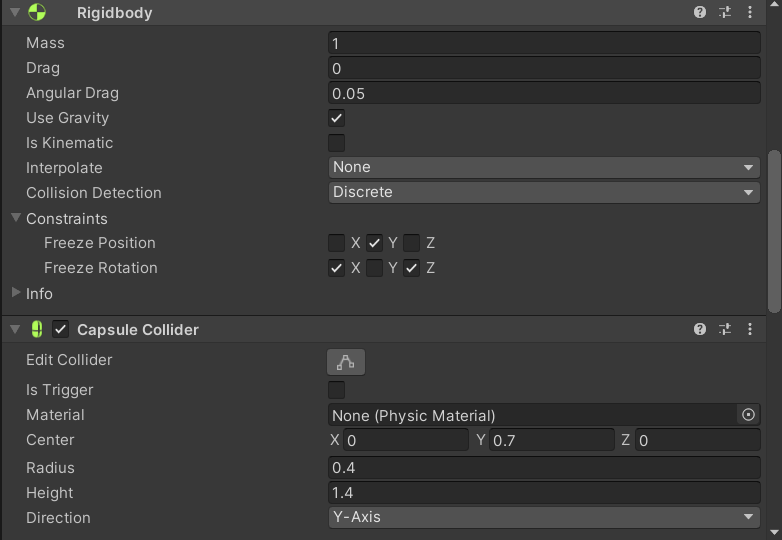 Rigidbody
Mass 1
Drag 0
Angular Drag 0.05
Use Gravity
Is Kinematic
Interpolate None
Collision Detection Discrete
Constraints
Freeze Position X Y Z
Freeze Rotation X Y Z
Info
Capsule Collider
Edit Collider
Is Trigger
Material None (Physic Material)
Center X 0 Y 0.7 Z 0
Radius 0.4
Height 1.4
Direction Y-Axis